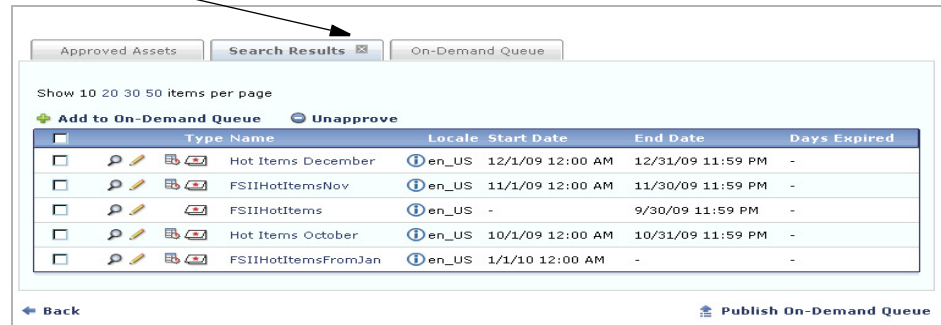 Approved Assets Search Results On-Demand Queue
Show 10 20 30 50 items per page
Add to On-Demand Queue Unapprove
Type Name Locale Start Date End Date Days Expired
Hot Items December en_US 12/1/09 12:00 AM 12/31/09 11:59 PM -
FSIIHotItemsNov en_US 11/1/09 12:00 AM 11/30/09 11:59 PM -
FSIIHotItems en_US - 9/30/09 11:59 PM -
Hot Items October en_US 10/1/09 12:00 AM 10/31/09 11:59 PM -
FSIIHotItemsFromJan en_US 1/1/10 12:00 AM - -
Back Publish On-Demand Queue